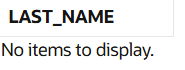 LAST_NAME
No items to display.